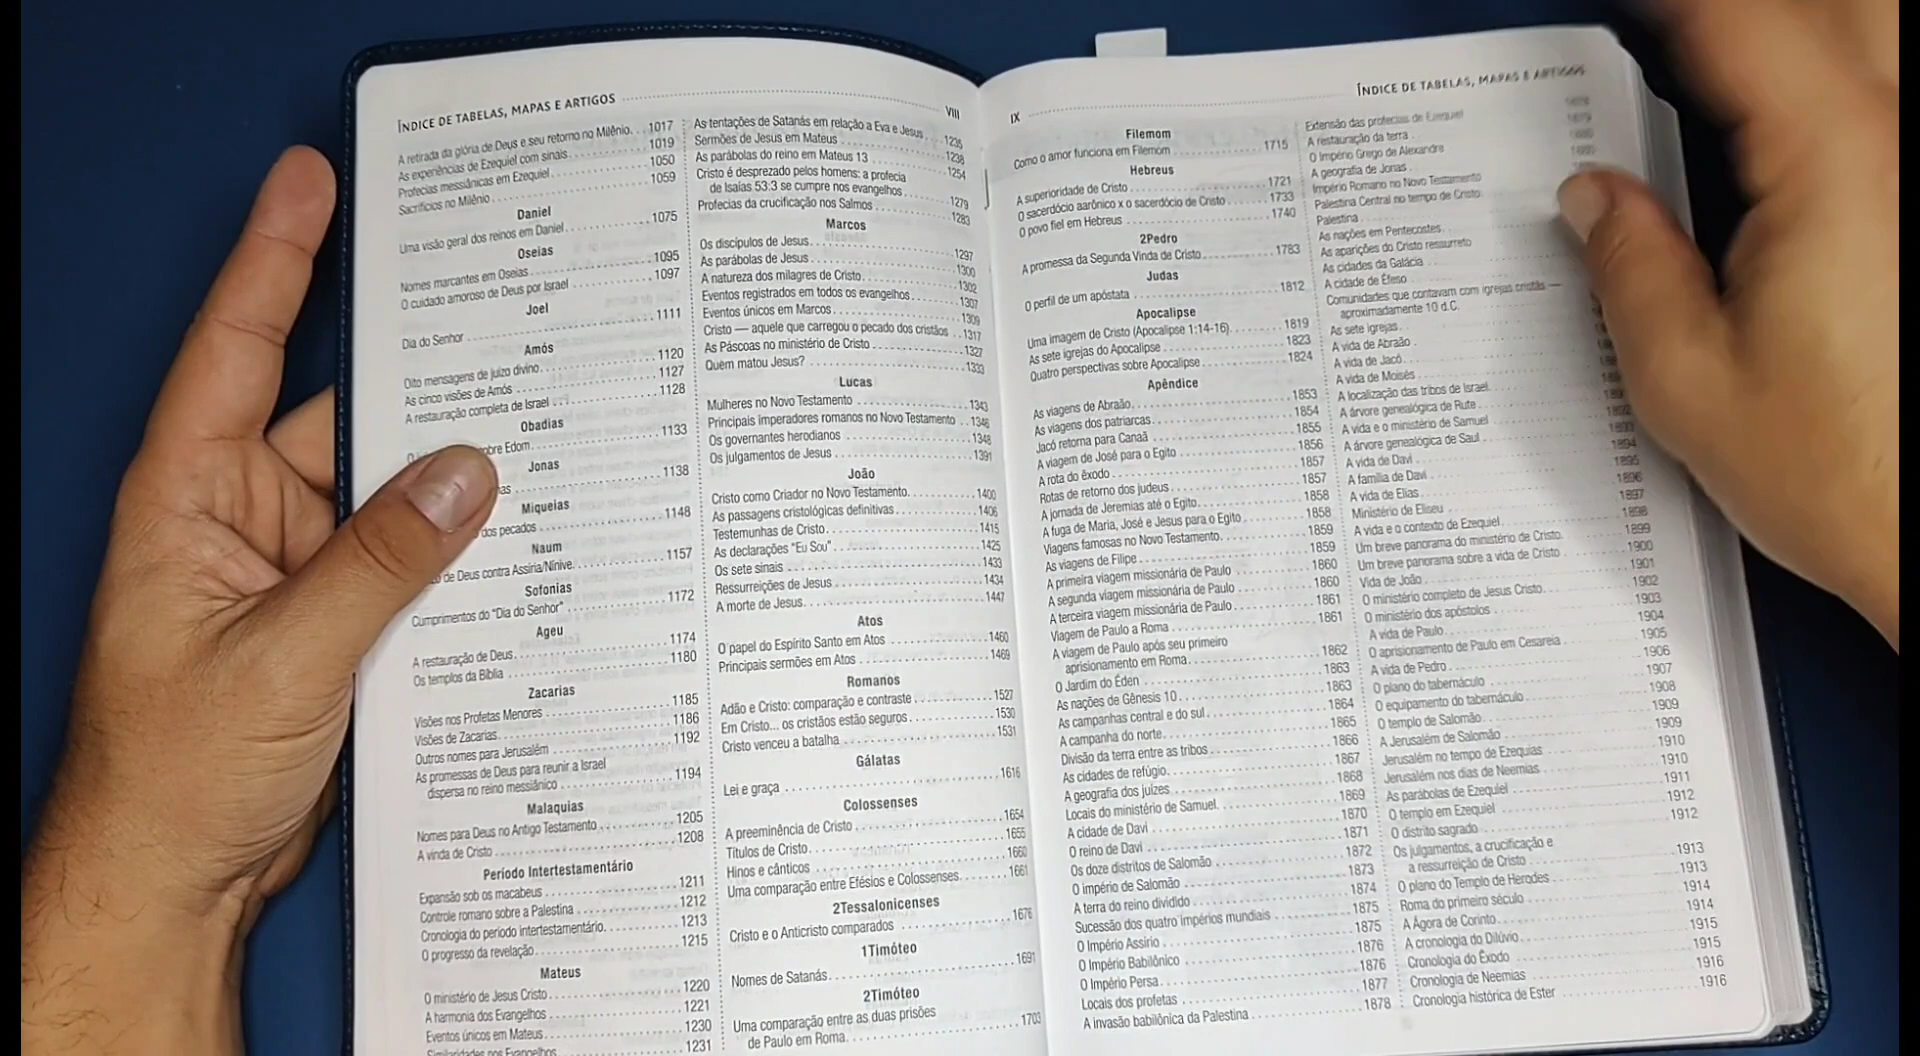 ÍNDICE DE TABELAS, MAPAS E ARTIGOS
VIII
A retirada da glória de Deus e seu retorno no Milênio. . . 1017
As experiências de Ezequiel com sinais 1019
Profecias messiânicas em Ezequiel 1050
Sacrifícios no Milênio 1059
Daniel
Uma visão geral dos reinos em Daniel 1075
Oseias
Nomes marcantes em Oseias 1095
O cuidado amoroso de Deus por Israel 1097
Joel
Dia do Senhor 1111
Amós
Oito mensagens de juízo divino 1120
As cinco visões de Amós 1127
A restauração completa de Israel 1128
Obadias
Edom 1133
Jonas
1138
Miqueias
dos pecados 1148
Naum
de Deus contra Assíria/Nínive. 1157
Sofonias
Cumprimentos do “Dia do Senhor” 1172
Ageu
A restauração de Deus 1174
Os templos da Bíblia 1180
Zacarias
Visões nos Profetas Menores 1185
Visões de Zacarias 1186
Outros nomes para Jerusalém 1192
As promessas de Deus para reunir a Israel
dispersa no reino messiânico 1194
Malaquias
Nomes para Deus no Antigo Testamento 1205
A vinda de Cristo 1208
Período Intertestamentário
Expansão sob os macabeus 1211
Controle romano sobre a Palestina 1212
Cronologia do período intertestamentário. 1213
O progresso da revelação 1215
Mateus
O ministério de Jesus Cristo 1220
A harmonia dos Evangelhos 1221
Eventos únicos em Mateus 1230
Similaridades nos Evangelhos 1231
As tentações de Satanás em relação a Eva e Jesus 1235
Sermões de Jesus em Mateus 1238
As parábolas do reino em Mateus 13 1254
Cristo é desprezado pelos homens: a profecia
de Isaías 53:3 se cumpre nos evangelhos 1279
Profecias da crucificação nos Salmos 1283
Marcos
Os discípulos de Jesus 1297
As parábolas de Jesus 1300
A natureza dos milagres de Cristo 1302
Eventos registrados em todos os evangelhos 1307
Eventos únicos em Marcos 1309
Cristo — aquele que carregou o pecado dos cristãos 1317
As Páscoas no ministério de Cristo 1327
Quem matou Jesus? 1333
Lucas
Mulheres no Novo Testamento 1343
Principais imperadores romanos no Novo Testamento 1346
Os governantes herodianos 1348
Os julgamentos de Jesus 1391
João
Cristo como Criador no Novo Testamento. 1400
As passagens cristológicas definitivas 1406
Testemunhas de Cristo 1415
As declarações “Eu Sou” 1425
Os sete sinais 1433
Ressurreições de Jesus 1434
A morte de Jesus 1447
Atos
O papel do Espírito Santo em Atos 1460
Principais sermões em Atos 1469
Romanos
Adão e Cristo: comparação e contraste 1527
Em Cristo... os cristãos estão seguros 1530
Cristo venceu a batalha 1531
Gálatas
Lei e graça 1616
Colossenses
A preeminência de Cristo 1654
Títulos de Cristo 1655
Hinos e cânticos 1660
Uma comparação entre Efésios e Colossenses 1661
2Tessalonicenses
Cristo e o Anticristo comparados 1676
1Timóteo
Nomes de Satanás 1691
2Timóteo
Uma comparação entre as duas prisões
de Paulo em Roma 1703
IX
ÍNDICE DE TABELAS, MAPAS E ARTIGOS
Filemom
Como o amor funciona em Filemom 1715
Hebreus
A superioridade de Cristo 1721
O sacerdócio aarônico x o sacerdócio de Cristo 1733
O povo fiel em Hebreus 1740
2Pedro
A promessa da Segunda Vinda de Cristo 1783
Judas
O perfil de um apóstata 1812
Apocalipse
Uma imagem de Cristo (Apocalipse 1:14-16) 1819
As sete igrejas do Apocalipse 1823
Quatro perspectivas sobre Apocalipse 1824
Apêndice
As viagens de Abraão 1853
As viagens dos patriarcas 1854
Jacó retorna para Canaã 1855
A viagem de José para o Egito 1856
A rota do êxodo 1857
Rotas de retorno dos judeus 1857
A jornada de Jeremias até o Egito 1858
A fuga de Maria, José e Jesus para o Egito 1858
Viagens famosas no Novo Testamento 1859
As viagens de Filipe 1859
A primeira viagem missionária de Paulo 1860
A segunda viagem missionária de Paulo 1860
A terceira viagem missionária de Paulo 1861
Viagem de Paulo a Roma 1861
A viagem de Paulo após seu primeiro
aprisionamento em Roma 1862
O Jardim do Éden 1863
As nações de Gênesis 10 1863
As campanhas central e do sul 1864
A campanha do norte 1865
Divisão da terra entre as tribos 1866
As cidades de refúgio 1867
A geografia dos juízes 1868
Locais do ministério de Samuel 1869
A cidade de Davi 1870
O reino de Davi 1871
Os doze distritos de Salomão 1872
O império de Salomão 1873
A terra do reino dividido 1874
Sucessão dos quatro impérios mundiais 1875
O Império Assírio 1875
O Império Babilônico 1876
O Império Persa 1876
Locais dos profetas 1877
A invasão babilônica da Palestina 1878
Extensão das profecias de Ezequiel
A restauração da terra
O Império Grego de Alexandre
A geografia de Jonas
Império Romano no Novo Testamento
Palestina Central no tempo de Cristo
Palestina
As nações em Pentecostes
As aparições do Cristo ressurreto
As cidades da Galácia
A cidade de Éfeso
Comunidades que contavam com igrejas cristãs —
aproximadamente 10 d.C.
As sete igrejas
A vida de Abraão
A vida de Jacó
A vida de Moisés
A localização das tribos de Israel
A árvore genealógica de Rute
A vida e o ministério de Samuel 1892
A árvore genealógica de Saul 1893
A vida de Davi 1894
A família de Davi 1895
A vida de Elias 1896
Ministério de Eliseu 1897
A vida e o contexto de Ezequiel 1898
Um breve panorama do ministério de Cristo 1899
Um breve panorama sobre a vida de Cristo 1900
Vida de João 1901
O ministério completo de Jesus Cristo 1902
O ministério dos apóstolos 1903
A vida de Paulo 1904
O aprisionamento de Paulo em Cesareia 1905
A vida de Pedro 1906
O plano do tabernáculo 1907
O equipamento do tabernáculo 1908
O templo de Salomão 1909
A Jerusalém de Salomão 1909
Jerusalém no tempo de Ezequias 1910
Jerusalém nos dias de Neemias 1910
As parábolas de Ezequiel 1911
O templo em Ezequiel 1912
O distrito sagrado 1912
Os julgamentos, a crucificação e
a ressurreição de Cristo 1913
O plano do Templo de Herodes 1913
Roma do primeiro século 1914
A Ágora de Corinto 1914
A cronologia do Dilúvio 1915
Cronologia do Êxodo 1915
Cronologia de Neemias 1916
Cronologia histórica de Ester 1916